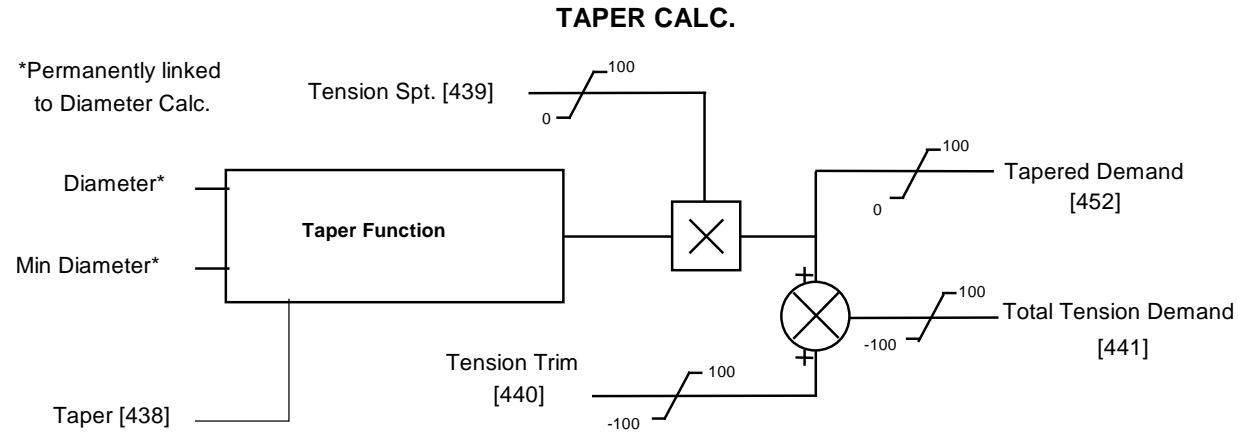 TAPER CALC.
*Permanently linked
to Diameter Calc.
Tension Spt. [439]
100
0
Diameter*
Min Diameter*
Taper Function
100
0
Tapered Demand
[452]
+
+
100
-100
Total Tension Demand
[441]
Tension Trim
[440]
100
-100
Taper [438]